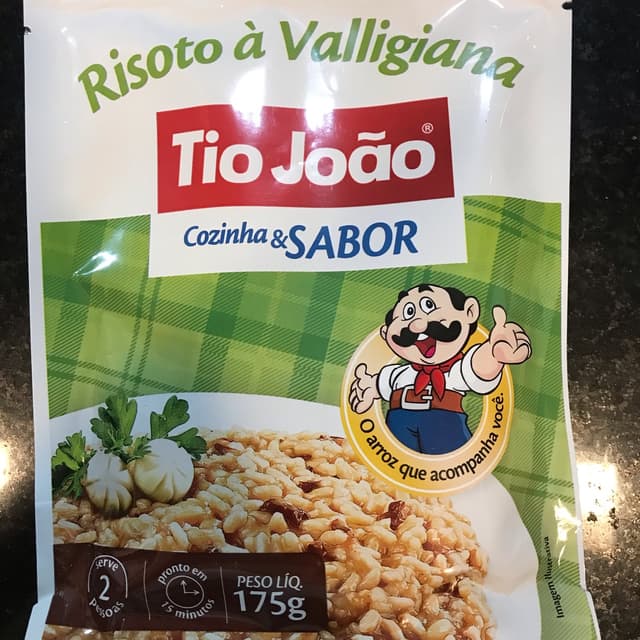 Risoto à Valligiana
Tio João®
Cozinha & SABOR
O arroz que acompanha você.
serve
2
pessoas
pronto em
15 minutos
PESO LÍQ.
175g
Imagem Ilustrativa